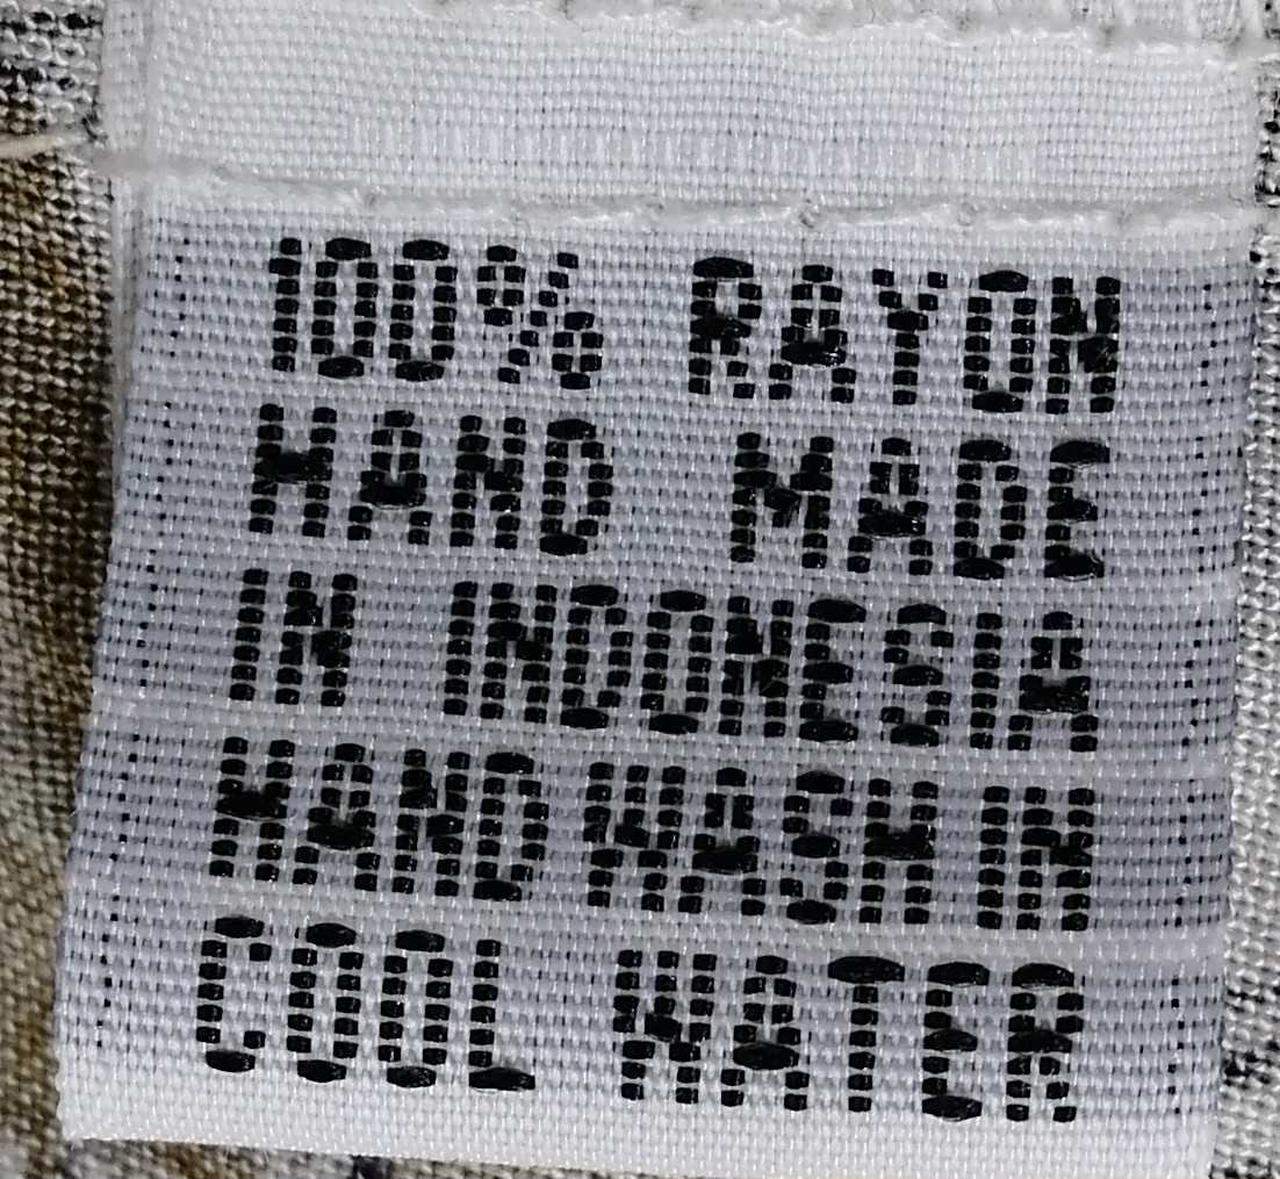 100% RAYON
HAND MADE
IN INDONESIA
HAND WASH IN
COOL WATER